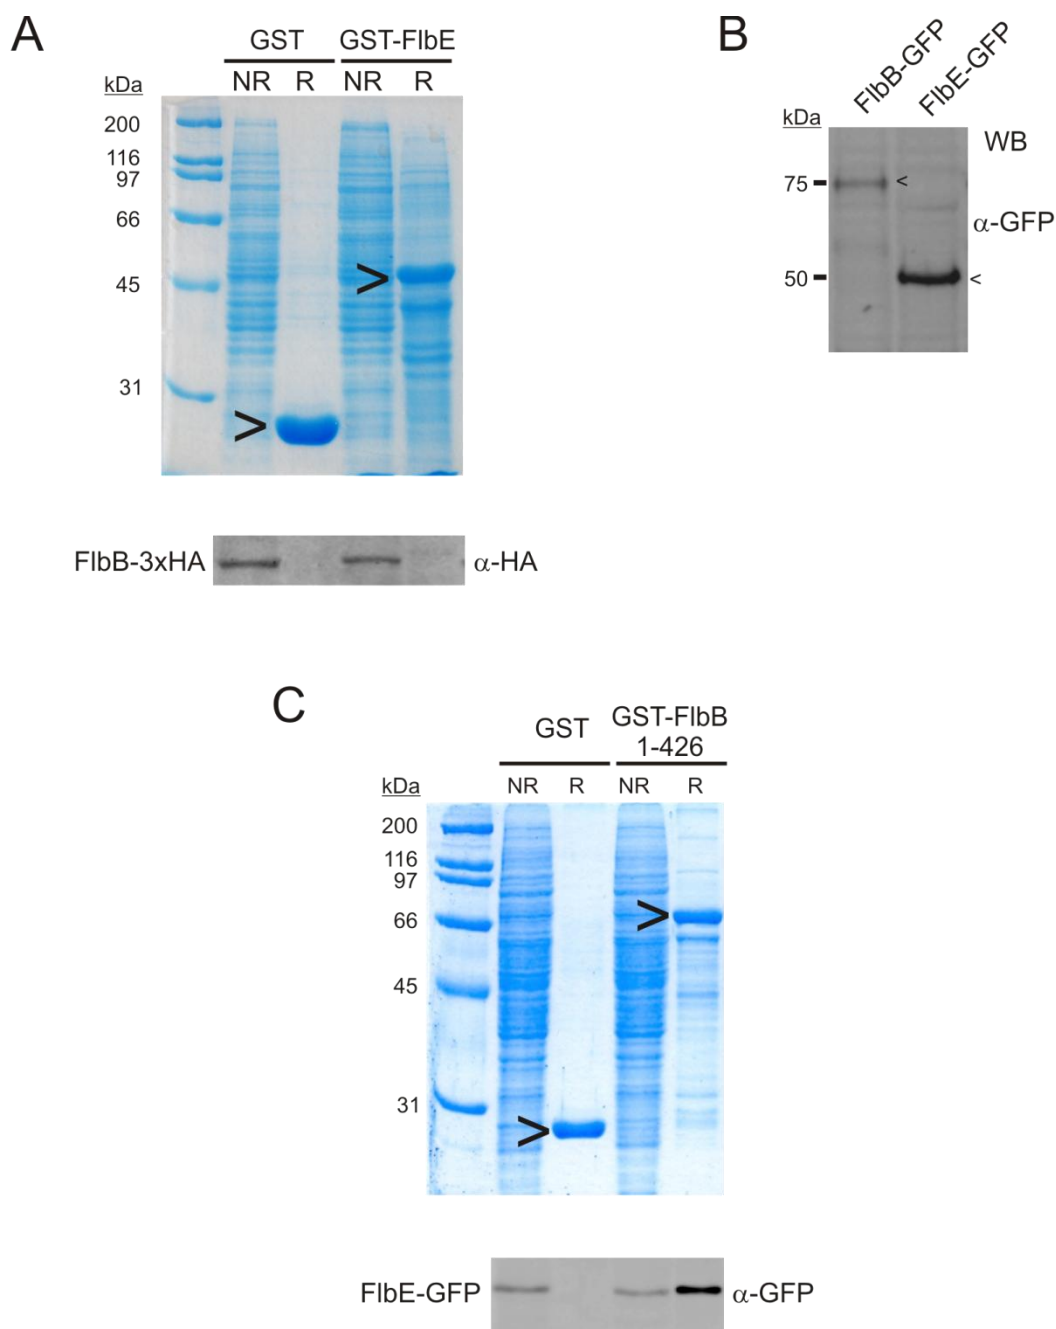 A
GST GST-FlbE
kDa NR R NR R
200
116
97
66
45
31
>
>
FlbB-3xHA α-HA
B
FlbB-GFP FlbE-GFP
kDa
WB
75 <
α-GFP
50 <
C
GST GST-FlbB
1-426
kDa NR R NR R
200
116
97
66
45
31
>
>
FlbE-GFP α-GFP